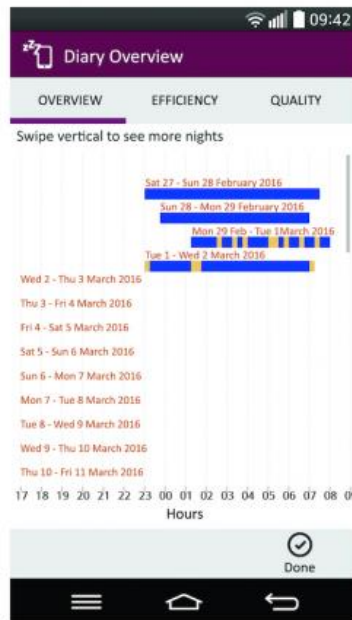 09:42
zZZ Diary Overview
OVERVIEW EFFICIENCY QUALITY
Swipe vertical to see more nights
Sat 27 - Sun 28 February 2016
Sun 28 - Mon 29 February 2016
Mon 29 Feb - Tue 1March 2016
Tue 1 - Wed 2 March 2016
Wed 2 - Thu 3 March 2016
Thu 3 - Fri 4 March 2016
Fri 4 - Sat 5 March 2016
Sat 5 - Sun 6 March 2016
Sun 6 - Mon 7 March 2016
Mon 7 - Tue 8 March 2016
Tue 8 - Wed 9 March 2016
Wed 9 - Thu 10 March 2016
Thu 10 - Fri 11 March 2016
17 18 19 20 21 22 23 00 01 02 03 04 05 06 07 08 09
Hours
Done